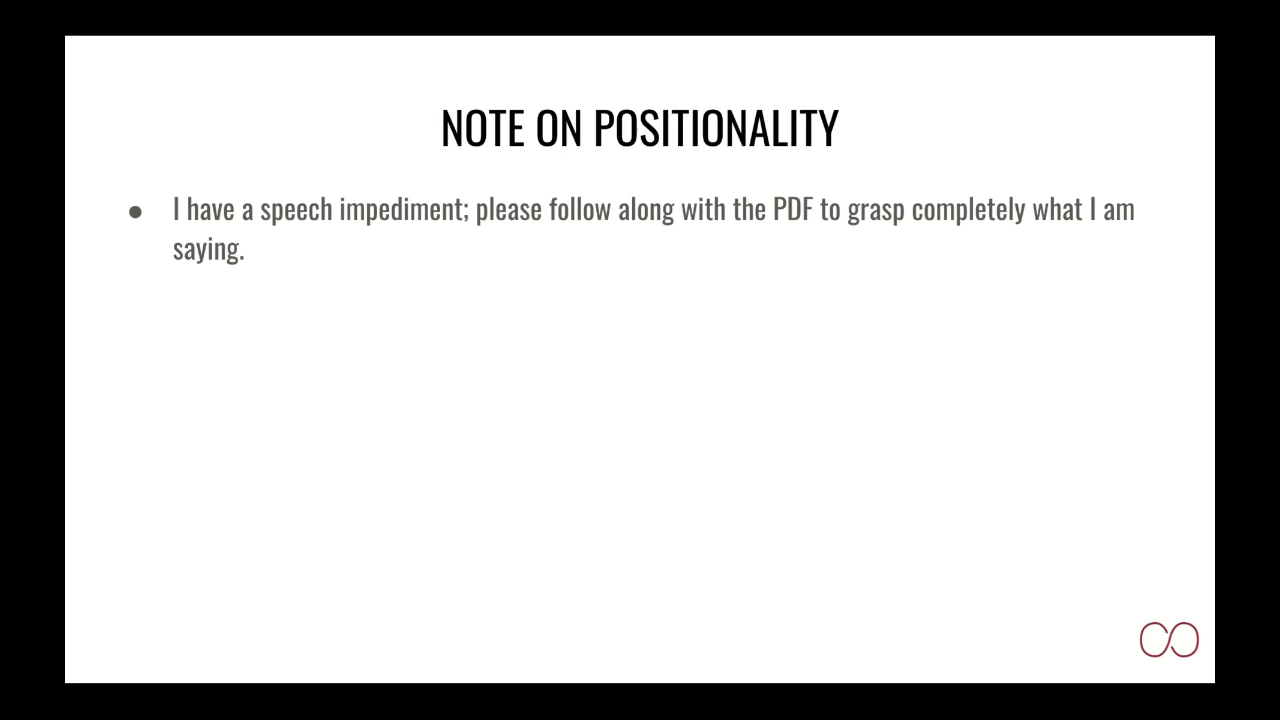 NOTE ON POSITIONALITY
● I have a speech impediment; please follow along with the PDF to grasp completely what I am
saying.